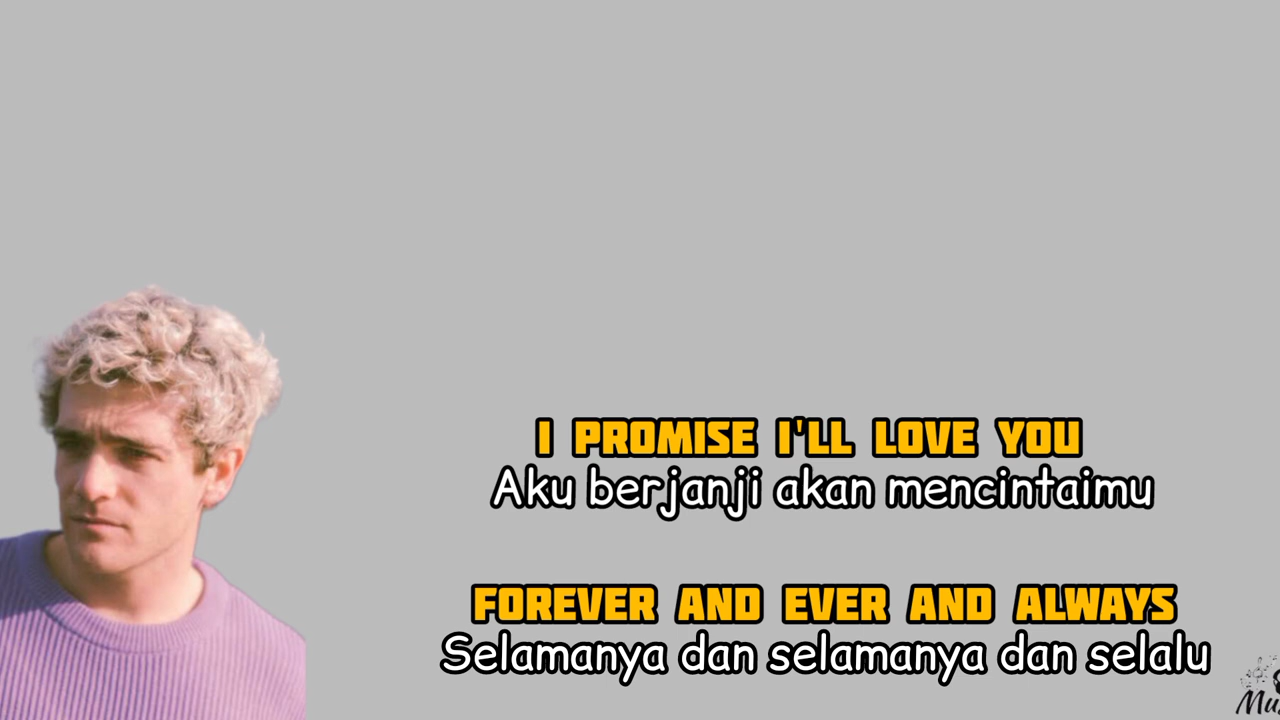 I PROMISE I'LL LOVE YOU
Aku berjanji akan mencintaimu
FOREVER AND EVER AND ALWAYS
Selamanya dan selamanya dan selalu